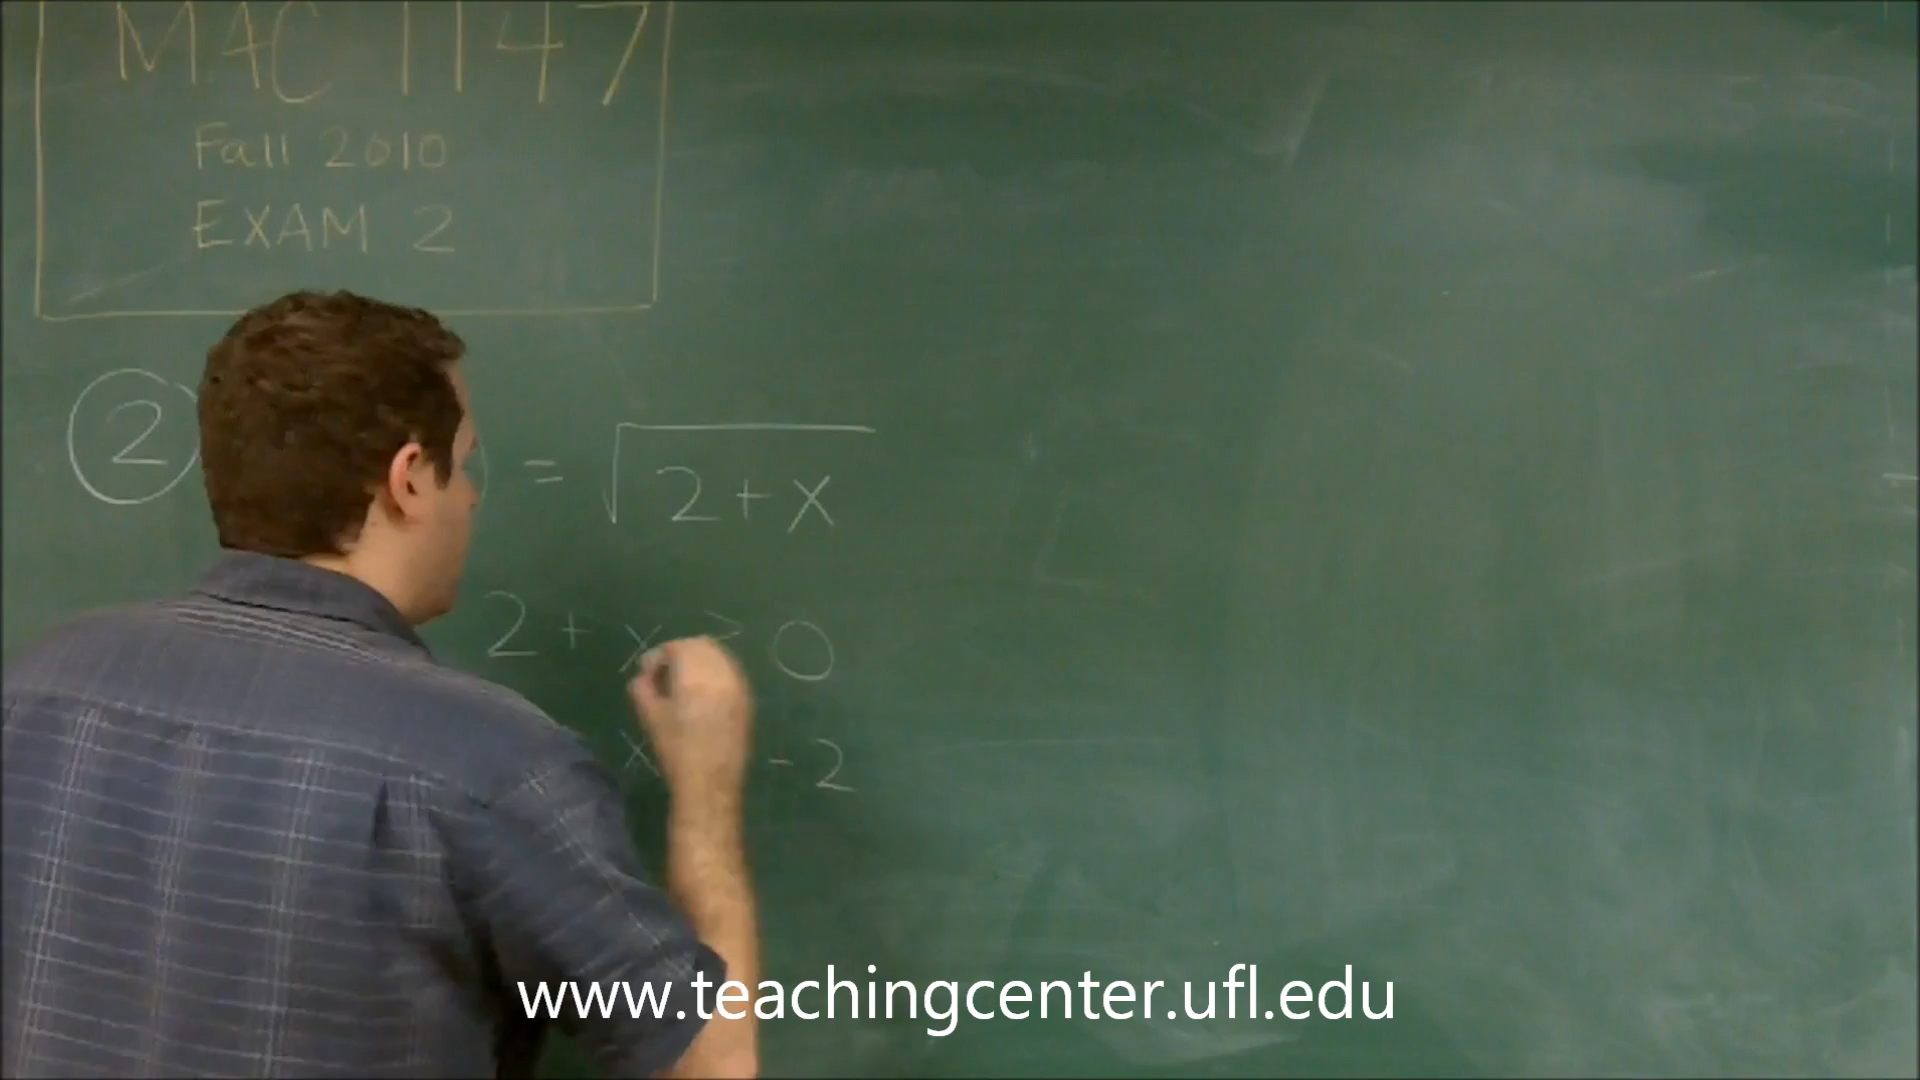 MAC 1147
Fall 2010
EXAM 2
2 ) = √2+x
2 + x ≥ 0
x - 2
www.teachingcenter.ufl.edu